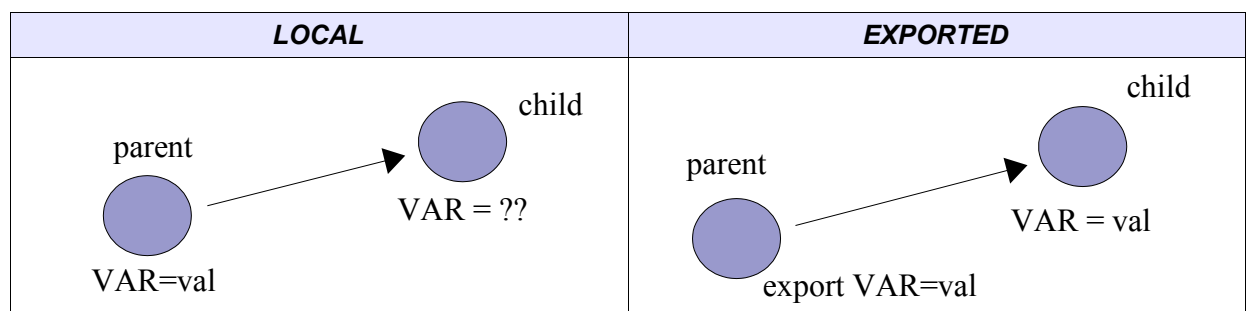 LOCAL
EXPORTED
child
parent
VAR = ??
VAR=val
child
parent
VAR = val
export VAR=val